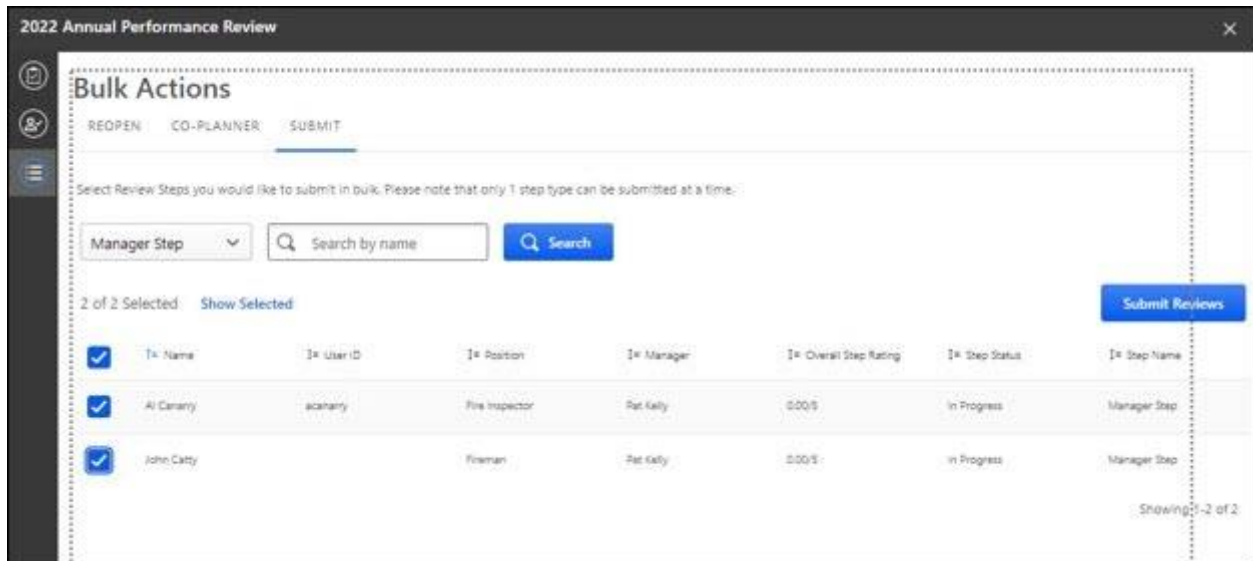 2022 Annual Performance Review
Bulk Actions
REOPEN CO-PLANNER SUBMIT
Select Review Steps you would like to submit in bulk. Please note that only 1 step type can be submitted at a time.
Manager Step Search by name Search
2 of 2 Selected Show Selected Submit Reviews
Name User ID Position Manager Overall Step Rating Step Status Step Name
Al Canarry acanarry Fire Inspector Pat Kelly 0.00/5 In Progress Manager Step
John Catty Fireman Pat Kelly 0.00/5 In Progress Manager Step
Showing 1-2 of 2